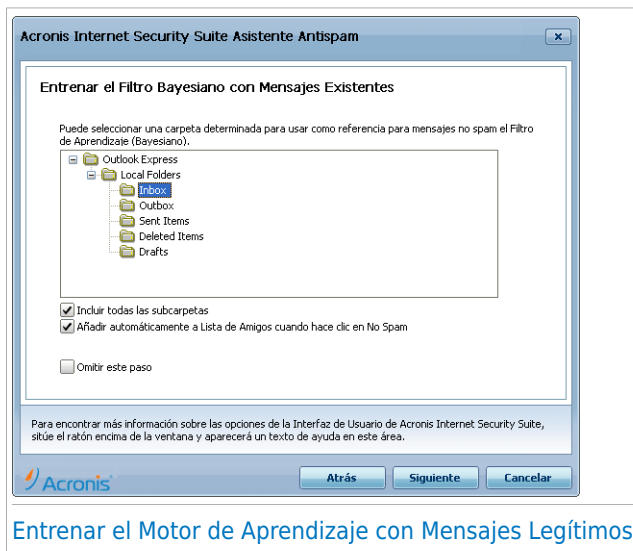 Acronis Internet Security Suite Asistente Antispam
Entrenar el Filtro Bayesiano con Mensajes Existentes
Puede seleccionar una carpeta determinada para usar como referencia para mensajes no spam el Filtro
de Aprendizaje (Bayesiano).
Outlook Express
Local Folders
Inbox
Outbox
Sent Items
Deleted Items
Drafts
Incluir todas las subcarpetas
Añadir automáticamente a Lista de Amigos cuando hace clic en No Spam
Omitir este paso
Para encontrar más información sobre las opciones de la Interfaz de Usuario de Acronis Internet Security Suite,
sitúe el ratón encima de la ventana y aparecerá un texto de ayuda en este área.
Acronis
Atrás
Siguiente
Cancelar
Entrenar el Motor de Aprendizaje con Mensajes Legítimos